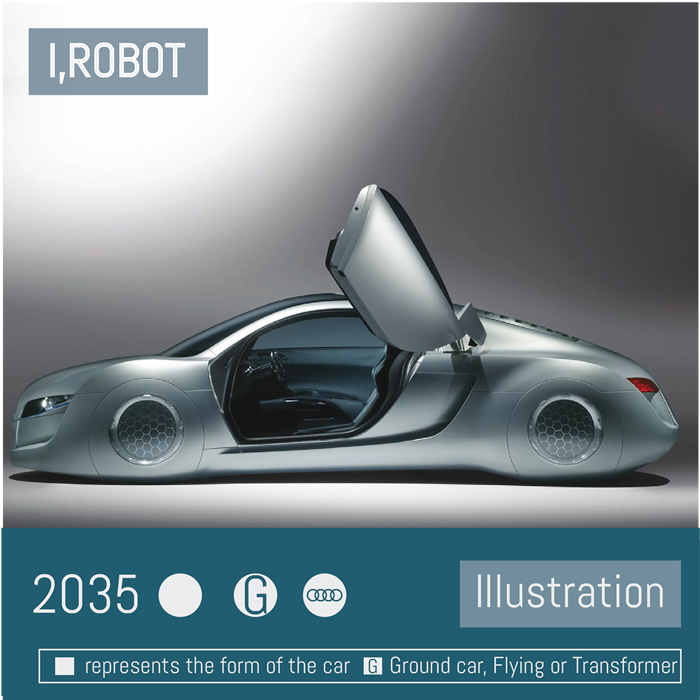 I,ROBOT
2035 G Illustration
represents the form of the car G Ground car, Flying or Transformer